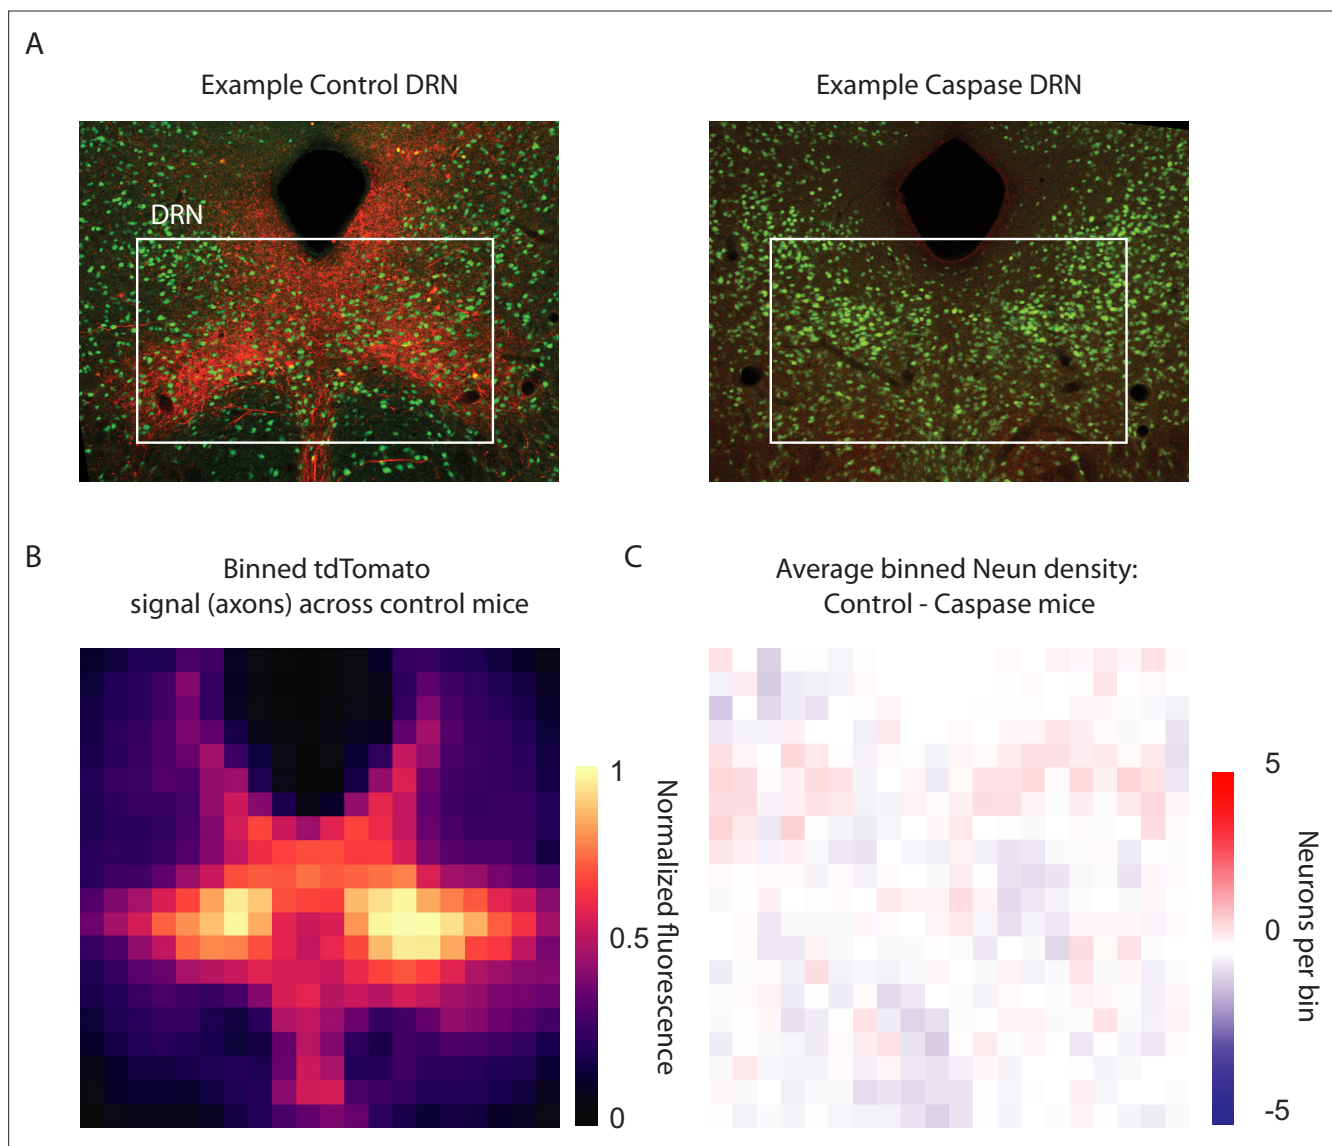 A
Example Control DRN
Example Caspase DRN
DRN
B
Binned tdTomato
signal (axons) across control mice
C
Average binned Neun density:
Control - Caspase mice
1
0.5
0
Normalized fluorescence
5
0
-5
Neurons per bin